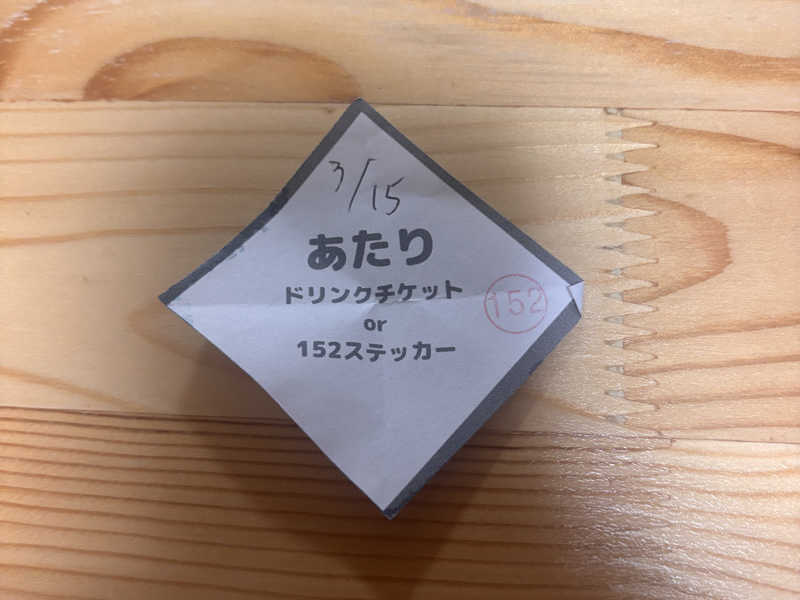 3/15
あたり
ドリンクチケット
152
or
152ステッカー